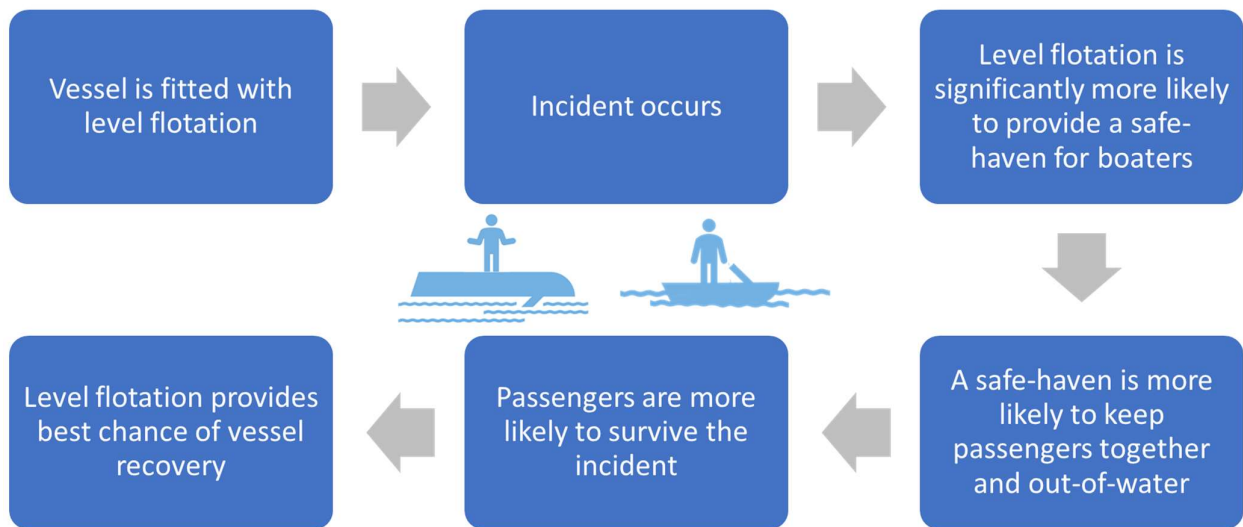 Vessel is fitted with
level flotation
Incident occurs
Level flotation is
significantly more likely
to provide a safe-
haven for boaters
A safe-haven is more
likely to keep
passengers together
and out-of-water
Passengers are more
likely to survive the
incident
Level flotation provides
best chance of vessel
recovery